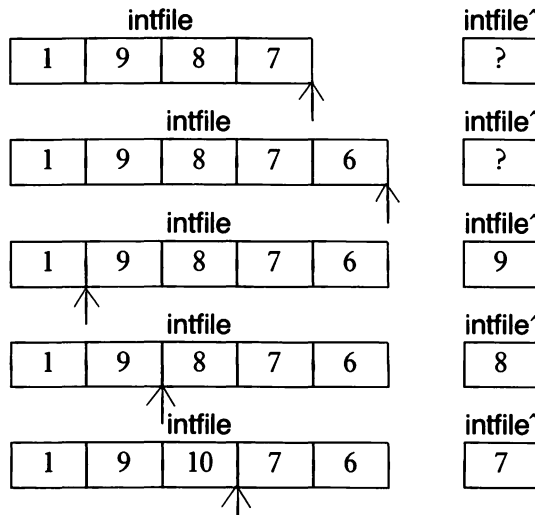 intfile intfile^
1 9 8 7 ?
intfile intfile^
1 9 8 7 6 ?
intfile intfile^
1 9 8 7 6 9
intfile intfile^
1 9 8 7 6 8
intfile intfile^
1 9 10 7 6 7